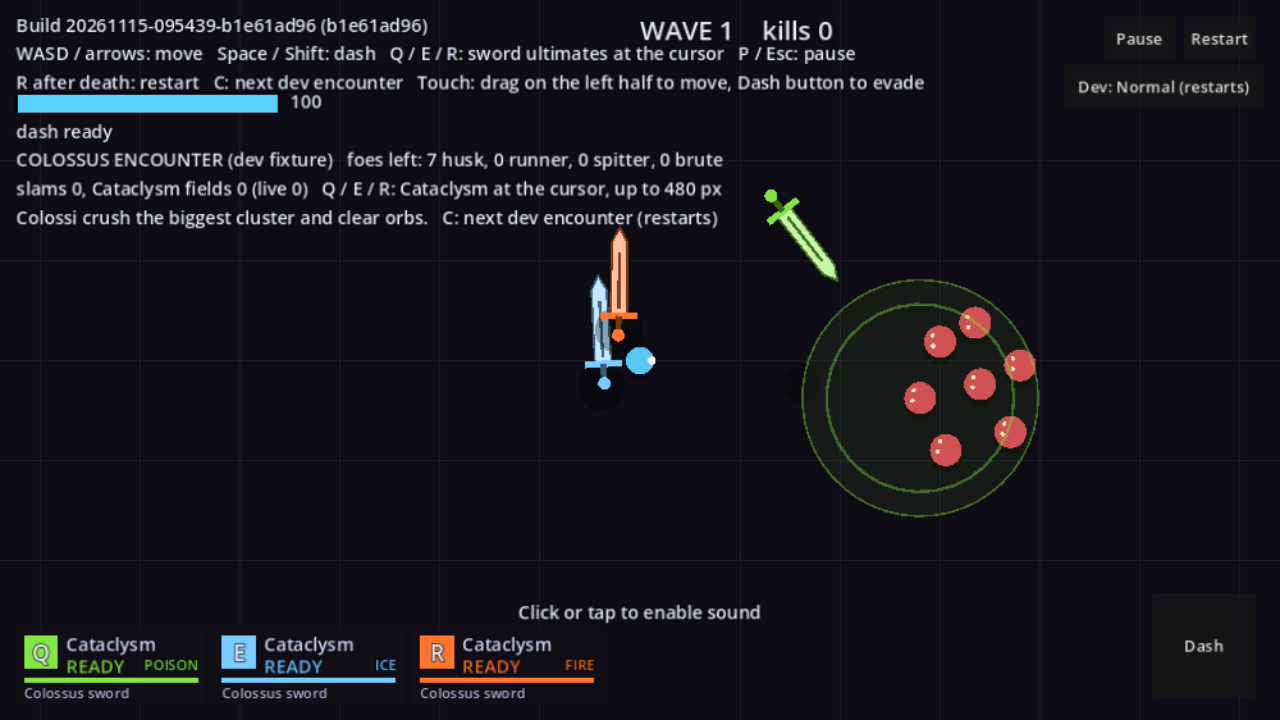 Build 20261115-095439-b1e61ad96 (b1e61ad96)
WAVE 1 kills 0
Pause
Restart
WASD / arrows: move Space / Shift: dash Q / E / R: sword ultimates at the cursor P / Esc: pause
R after death: restart C: next dev encounter Touch: drag on the left half to move, Dash button to evade
Dev: Normal (restarts)
100
dash ready
COLOSSUS ENCOUNTER (dev fixture) foes left: 7 husk, 0 runner, 0 spitter, 0 brute
slams 0, Cataclysm fields 0 (live 0) Q / E / R: Cataclysm at the cursor, up to 480 px
Colossi crush the biggest cluster and clear orbs. C: next dev encounter (restarts)
Click or tap to enable sound
Q Cataclysm
READY POISON
Colossus sword
E Cataclysm
READY ICE
Colossus sword
R Cataclysm
READY FIRE
Colossus sword
Dash